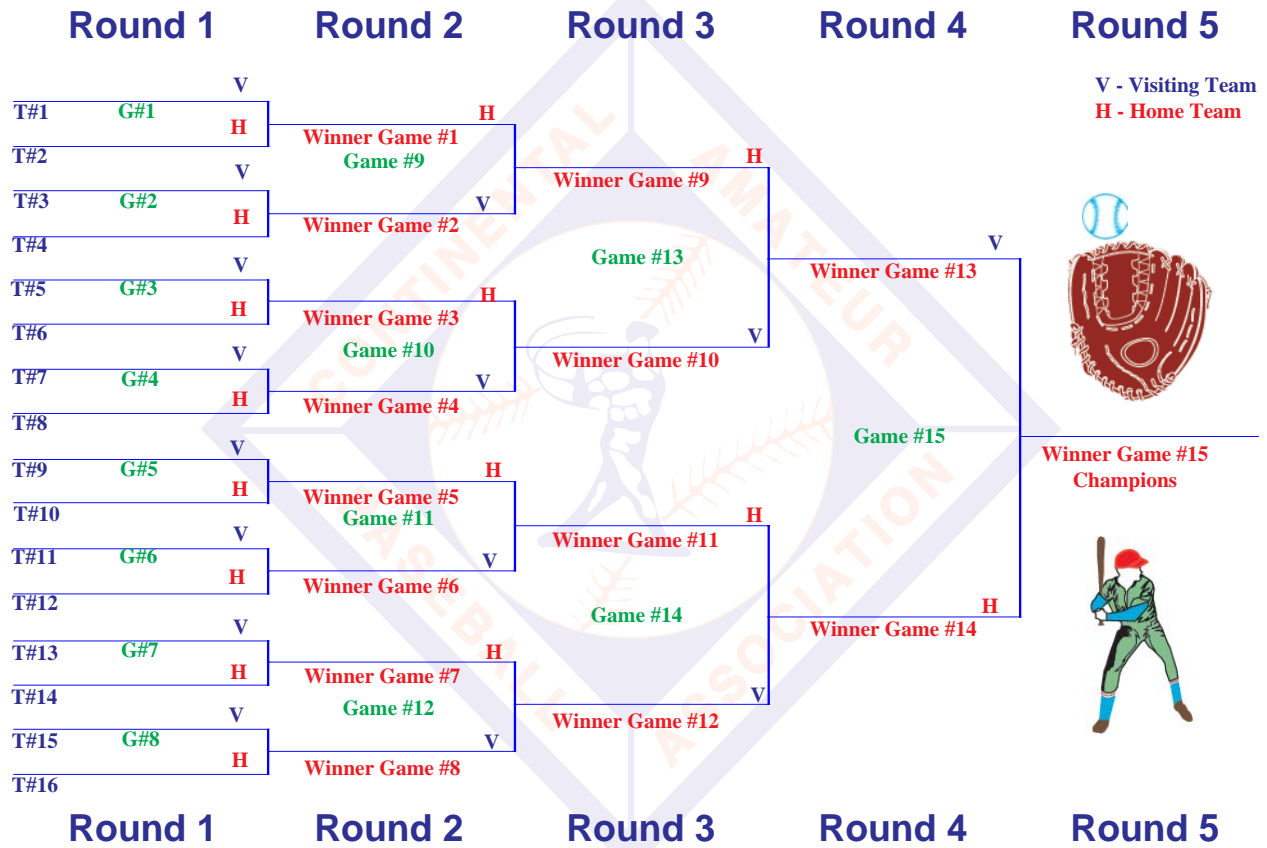 Round 1 Round 2 Round 3 Round 4 Round 5
V - Visiting Team
H - Home Team
V
T#1 G#1
H
T#2
V
T#3 G#2
H
T#4
V
T#5 G#3
H
T#6
V
T#7 G#4
H
T#8
V
T#9 G#5
H
T#10
V
T#11 G#6
H
T#12
V
T#13 G#7
H
T#14
V
T#15 G#8
H
T#16
H
Winner Game #1
Game #9
V
Winner Game #2
H
Winner Game #3
Game #10
V
Winner Game #4
H
Winner Game #5
Game #11
V
Winner Game #6
H
Winner Game #7
Game #12
V
Winner Game #8
H
Winner Game #9
Game #13
V
Winner Game #10
H
Winner Game #11
Game #14
V
Winner Game #12
V
Winner Game #13
Game #15
H
Winner Game #14
Winner Game #15
Champions
CONTINENTAL AMATEUR
BASEBALL ASSOCIATION
Round 1 Round 2 Round 3 Round 4 Round 5